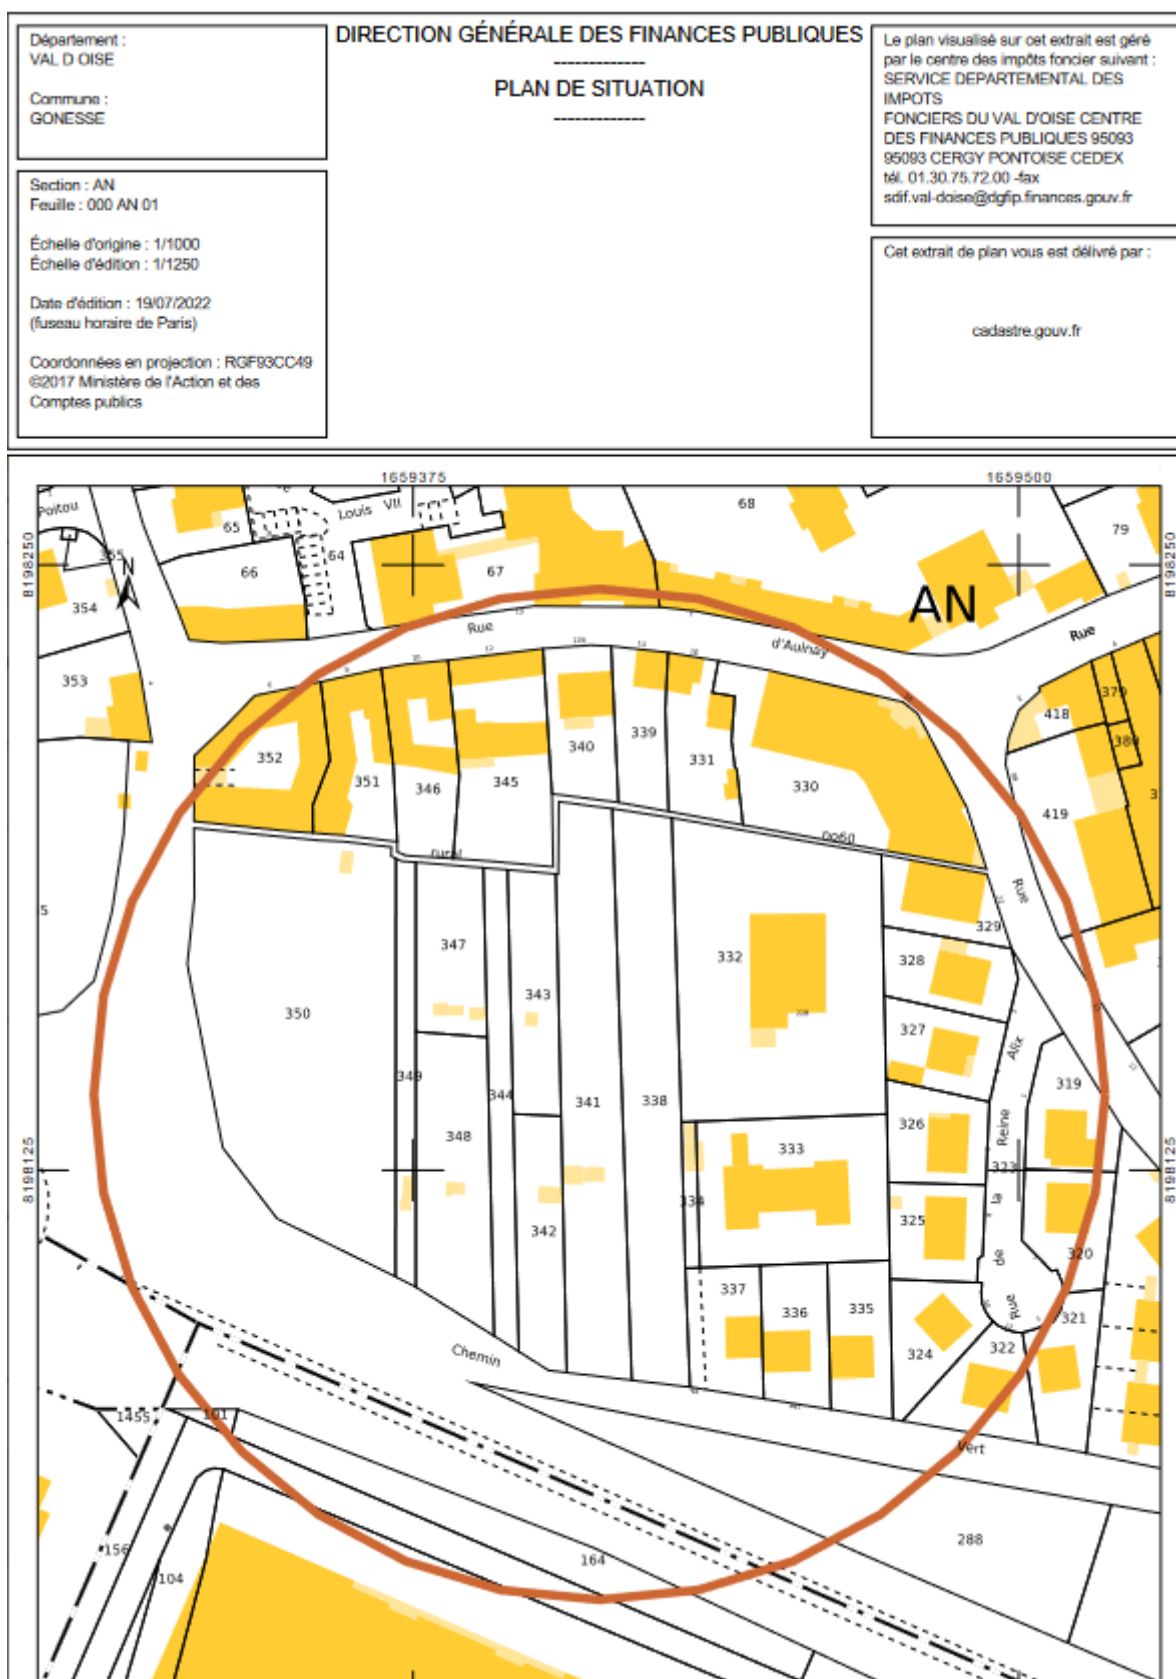 Département :
VAL D OISE
Commune :
GONESSE
Section : AN
Feuille : 000 AN 01
Échelle d'origine : 1/1000
Échelle d'édition : 1/1250
Date d'édition : 19/07/2022
(fuseau horaire de Paris)
Coordonnées en projection : RGF93CC49
©2017 Ministère de l'Action et des
Comptes publics
DIRECTION GÉNÉRALE DES FINANCES PUBLIQUES
-------------
PLAN DE SITUATION
-------------
Le plan visualisé sur cet extrait est géré
par le centre des impôts foncier suivant :
SERVICE DEPARTEMENTAL DES
IMPOTS
FONCIERS DU VAL D'OISE CENTRE
DES FINANCES PUBLIQUES 95093
95093 CERGY PONTOISE CEDEX
tél. 01.30.75.72.00 -fax
sdif.val-doise@dgfip.finances.gouv.fr
Cet extrait de plan vous est délivré par :
cadastre.gouv.fr
1659375
1659500
8198250
8198250
Poitou
65
Louis VII
68
79
355
N
66
64
67
354
AN
Rue
d'Aulnay
Rue
353
352
351
346
345
340
339
331
330
418
379
380
419
rural
no60
Rue
329
347
343
332
328
350
327
Alix
319
349
344
341
338
348
326
Reine
333
323
8198125
8198125
334
325
la
342
de
320
337
336
335
Rue
321
322
324
Chemin
1455
101
Vert
288
156
104
164